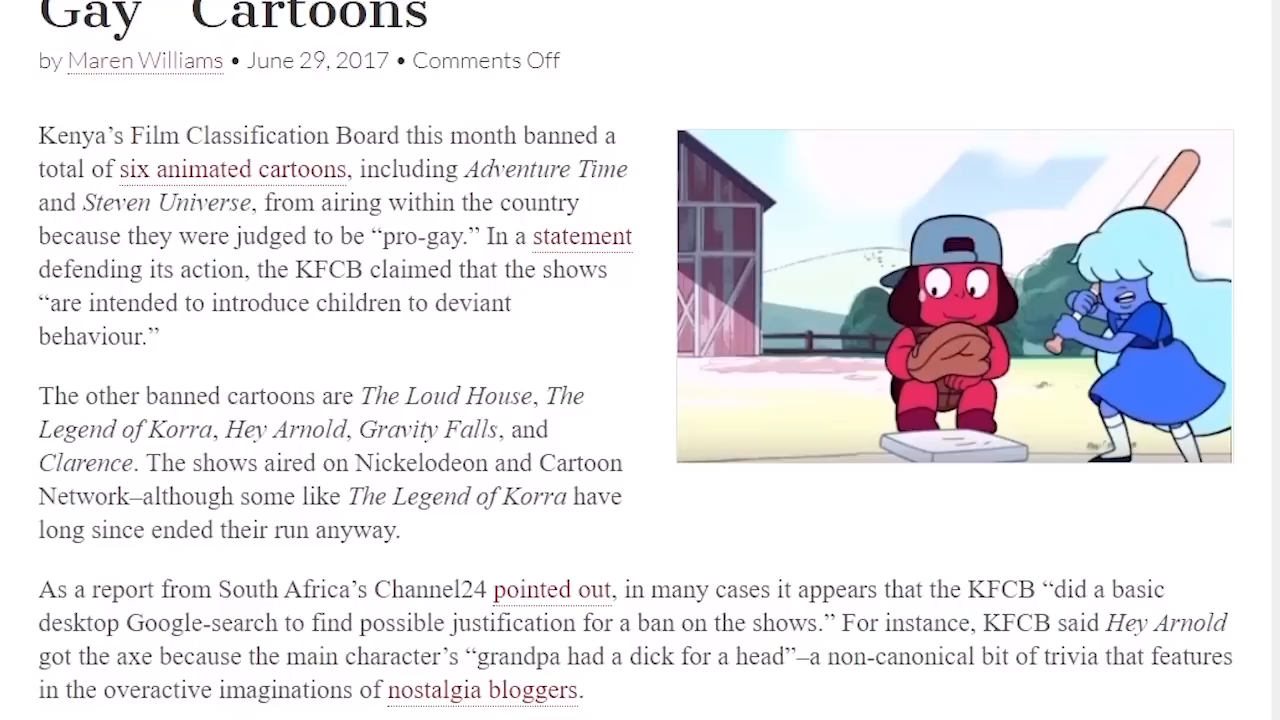 Gay” Cartoons
by Maren Williams • June 29, 2017 • Comments Off
Kenya’s Film Classification Board this month banned a
total of six animated cartoons, including Adventure Time
and Steven Universe, from airing within the country
because they were judged to be “pro-gay.” In a statement
defending its action, the KFCB claimed that the shows
“are intended to introduce children to deviant
behaviour.”
The other banned cartoons are The Loud House, The
Legend of Korra, Hey Arnold, Gravity Falls, and
Clarence. The shows aired on Nickelodeon and Cartoon
Network–although some like The Legend of Korra have
long since ended their run anyway.
As a report from South Africa’s Channel24 pointed out, in many cases it appears that the KFCB “did a basic
desktop Google-search to find possible justification for a ban on the shows.” For instance, KFCB said Hey Arnold
got the axe because the main character’s “grandpa had a dick for a head”–a non-canonical bit of trivia that features
in the overactive imaginations of nostalgia bloggers.